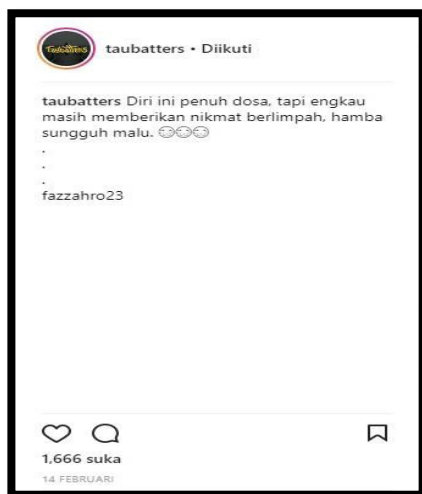 Taubatters
taubatters • Diikuti
taubatters Diri ini penuh dosa, tapi engkau
masih memberikan nikmat berlimpah, hamba
sungguh malu. 😔😔😔
.
.
.
fazzahro23
1,666 suka
14 FEBRUARI